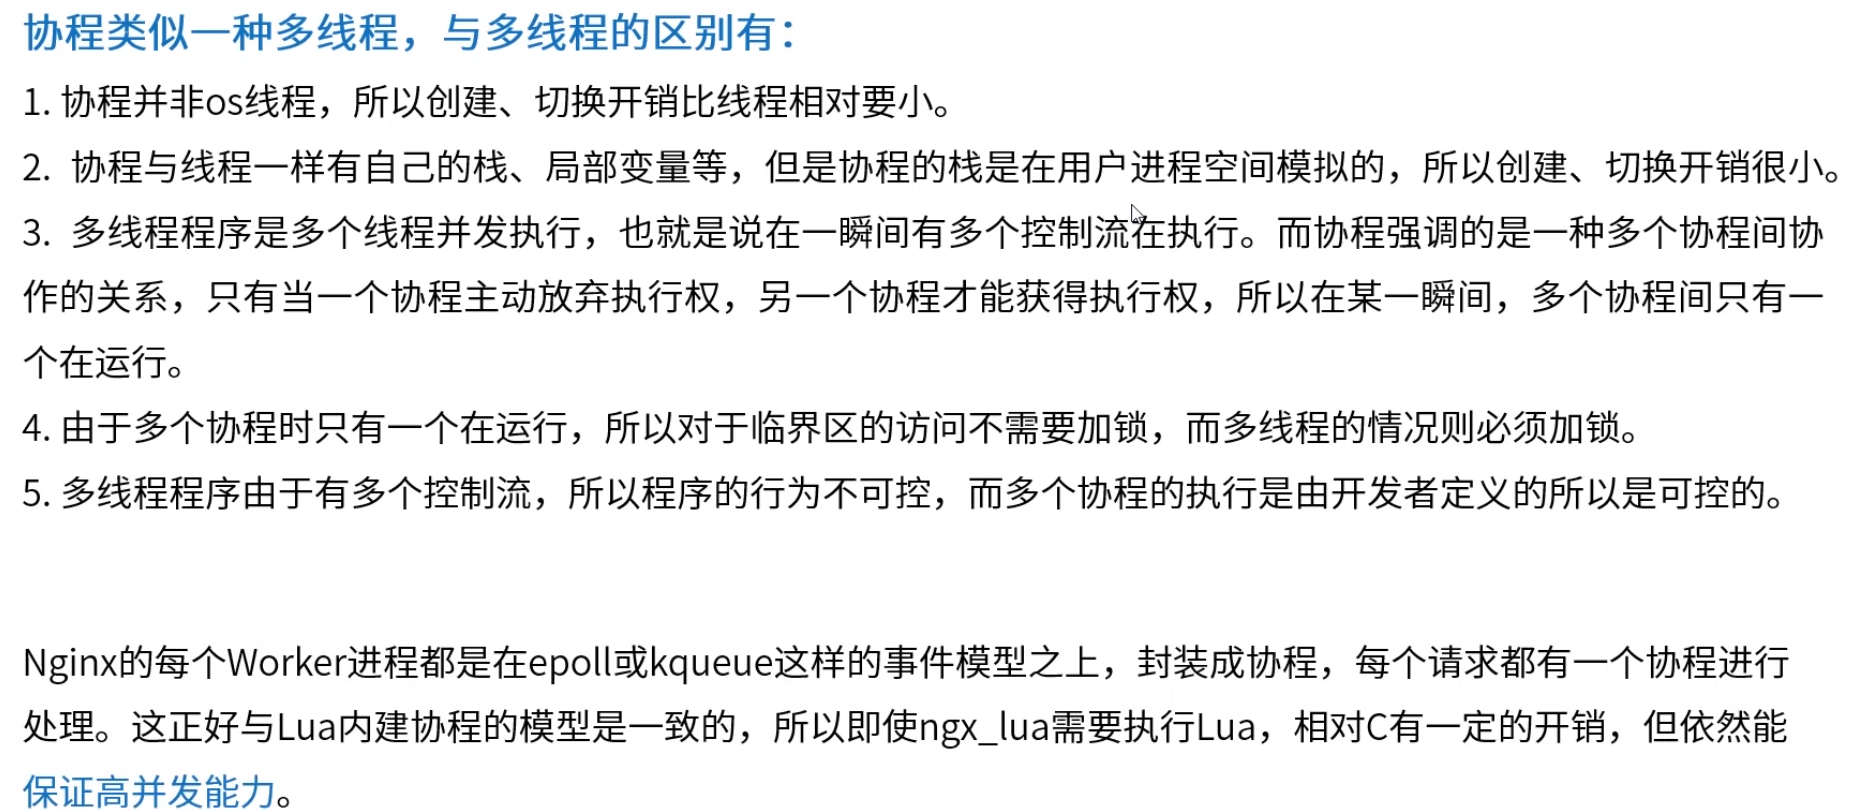 协程类似一种多线程，与多线程的区别有：
1. 协程并非os线程，所以创建、切换开销比线程相对要小。
2. 协程与线程一样有自己的栈、局部变量等，但是协程的栈是在用户进程空间模拟的，所以创建、切换开销很小。
3. 多线程程序是多个线程并发执行，也就是说在一瞬间有多个控制流在执行。而协程强调的是一种多个协程间协
作的关系，只有当一个协程主动放弃执行权，另一个协程才能获得执行权，所以在某一瞬间，多个协程间只有一
个在运行。
4. 由于多个协程时只有一个在运行，所以对于临界区的访问不需要加锁，而多线程的情况则必须加锁。
5. 多线程程序由于有多个控制流，所以程序的行为不可控，而多个协程的执行是由开发者定义的所以是可控的。
Nginx的每个Worker进程都是在epoll或kqueue这样的事件模型之上，封装成协程，每个请求都有一个协程进行
处理。这正好与Lua内建协程的模型是一致的，所以即使ngx_lua需要执行Lua，相对C有一定的开销，但依然能
保证高并发能力。